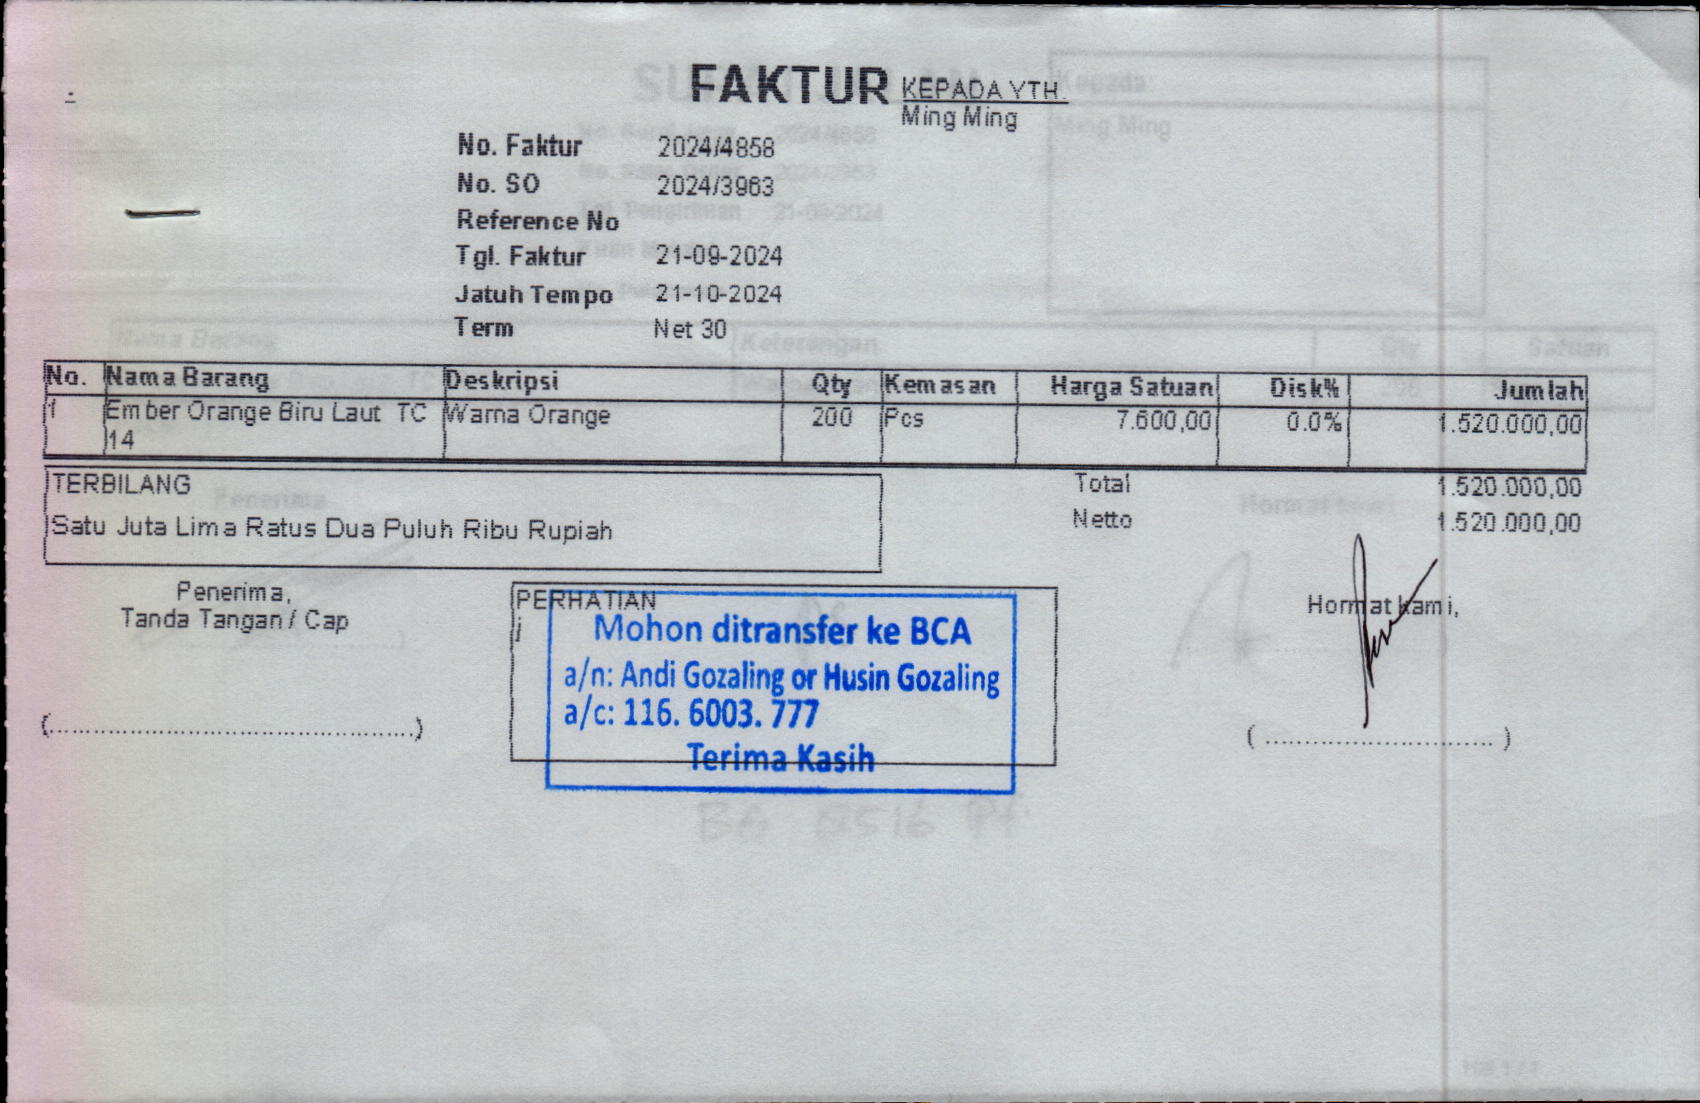 FAKTUR
KEPADA YTH.
Ming Ming
No. Faktur 2024/4858
No. SO 2024/3963
Reference No
Tgl. Faktur 21-09-2024
Jatuh Tempo 21-10-2024
Term Net 30
No. Nama Barang Deskripsi Qty Kemasan Harga Satuan Disk% Jumlah
1 Ember Orange Biru Laut TC Warna Orange 200 Pcs 7.600,00 0.0% 1.520.000,00
14
TERBILANG
Satu Juta Lima Ratus Dua Puluh Ribu Rupiah
Total 1.520.000,00
Netto 1.520.000,00
Penerima,
Tanda Tangan / Cap
(................................................)
PERHATIAN
Mohon ditransfer ke BCA
a/n: Andi Gozaling or Husin Gozaling
a/c: 116. 6003. 777
Terima Kasih
Hormat kami,
( .............................. )